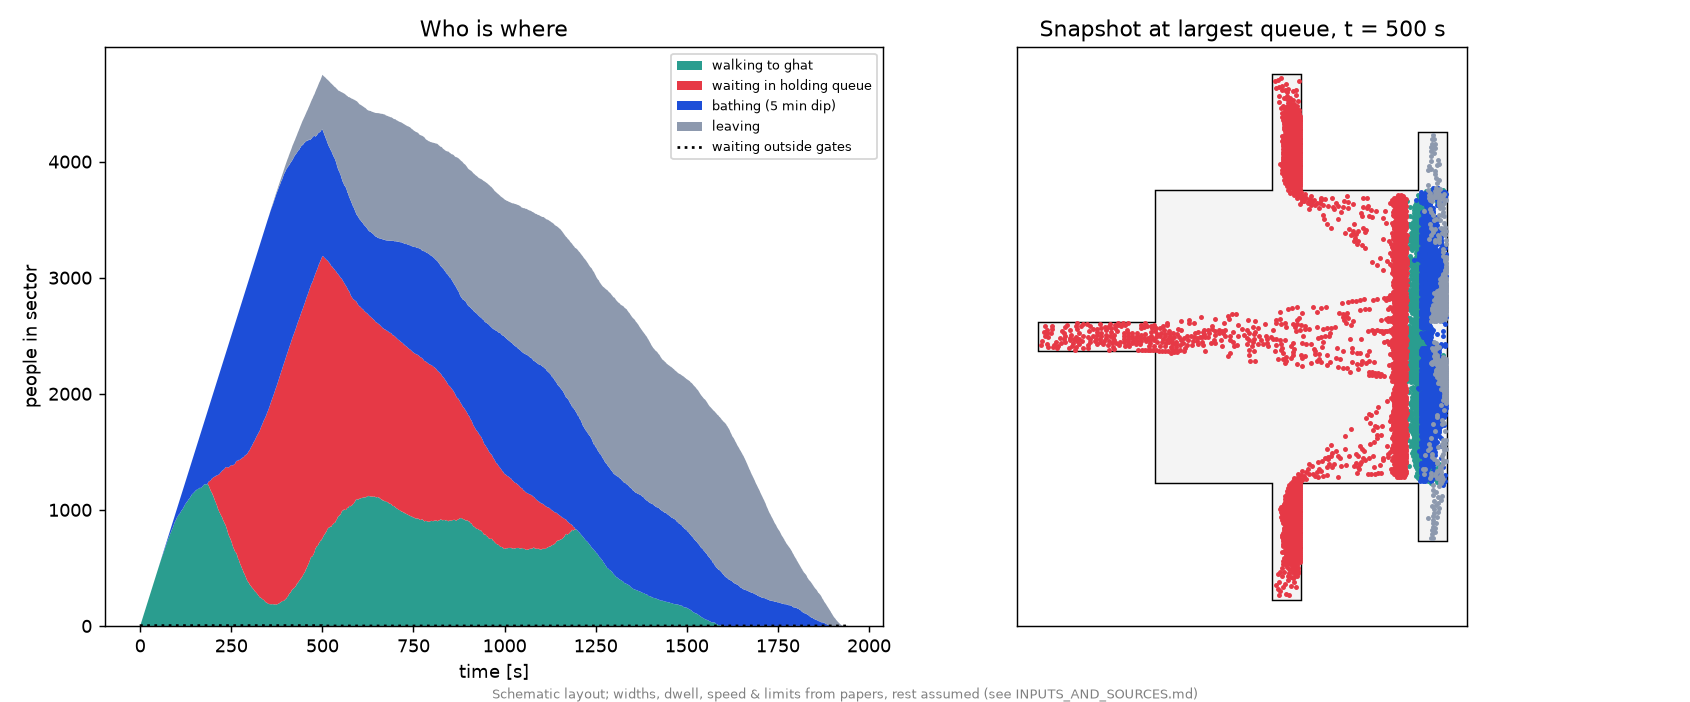 Who is where
people in sector
4000
3000
2000
1000
0
0 250 500 750 1000 1250 1500 1750 2000
time [s]
walking to ghat
waiting in holding queue
bathing (5 min dip)
leaving
waiting outside gates
Snapshot at largest queue, t = 500 s
Schematic layout; widths, dwell, speed & limits from papers, rest assumed (see INPUTS_AND_SOURCES.md)